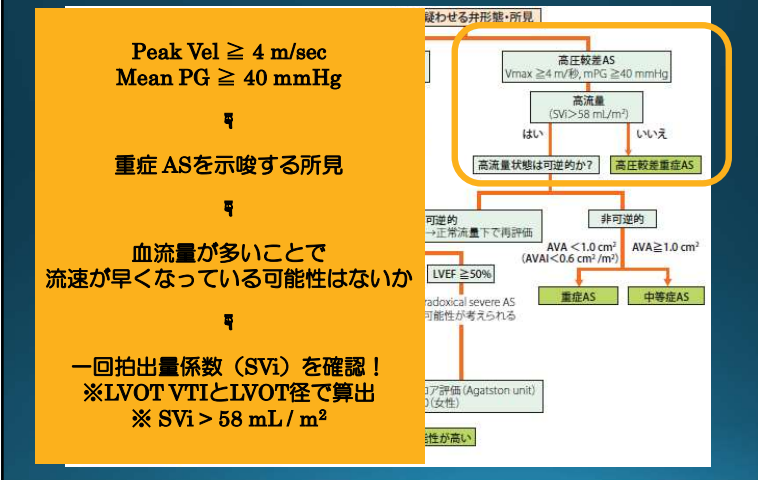 Peak Vel ≧ 4 m/sec
Mean PG ≧ 40 mmHg
☟
重症 ASを示唆する所見
☟
血流量が多いことで
流速が早くなっている可能性はないか
☟
一回拍出量係数（SVi）を確認！
※LVOT VTIとLVOT径で算出
※ SVi > 58 mL / m²
疑わせる弁形態・所見
高圧較差AS
Vmax ≧4 m/秒, mPG ≧40 mmHg
高流量
(SVi>58 mL/m²)
はい
いいえ
高流量状態は可逆的か？
高圧較差重症AS
可逆的
→正常流量下で再評価
非可逆的
AVA <1.0 cm²
(AVAI<0.6 cm²/m²)
AVA≧1.0 cm²
LVEF ≧50%
radoxical severe AS
可能性が考えられる
重症AS
中等症AS
コア評価 (Agatston unit)
0 (女性)
能性が高い